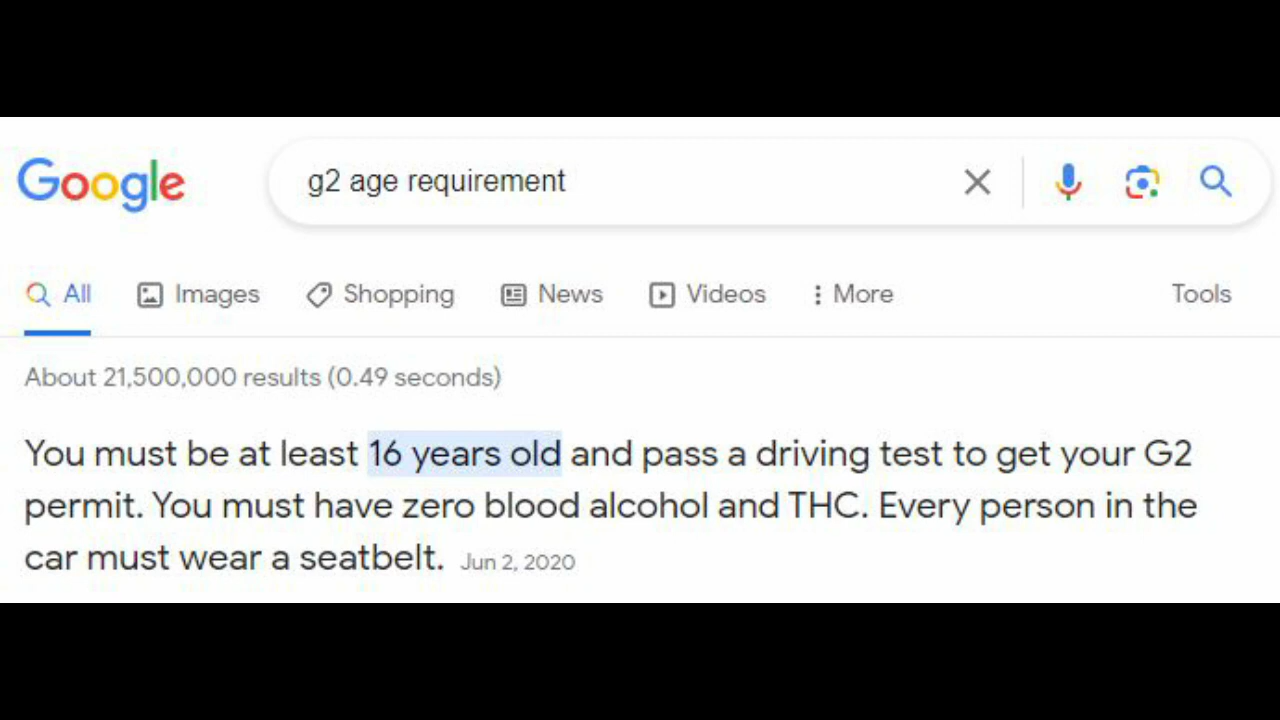 Google g2 age requirement
All Images Shopping News Videos More Tools
About 21,500,000 results (0.49 seconds)
You must be at least 16 years old and pass a driving test to get your G2
permit. You must have zero blood alcohol and THC. Every person in the
car must wear a seatbelt. Jun 2, 2020